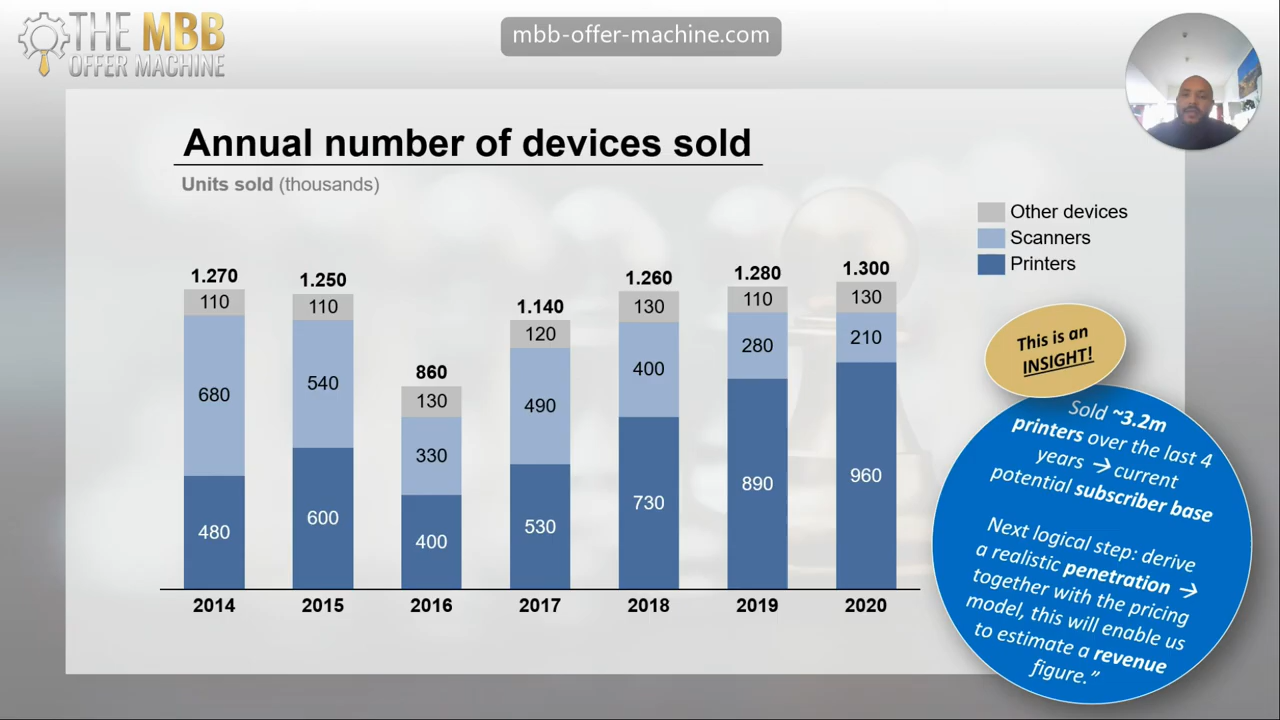 THE MBB
OFFER MACHINE
mbb-offer-machine.com
Annual number of devices sold
Units sold (thousands)
Other devices
Scanners
Printers
1.270 1.250 860 1.140 1.260 1.280 1.300
110 110 130 120 130 110 130
680 540 330 490 400 280 210
480 600 400 530 730 890 960
2014 2015 2016 2017 2018 2019 2020
This is an
INSIGHT!
Sold ~3.2m
printers over the last 4
years → current
potential subscriber base
Next logical step: derive
a realistic penetration →
together with the pricing
model, this will enable us
to estimate a revenue
figure.”